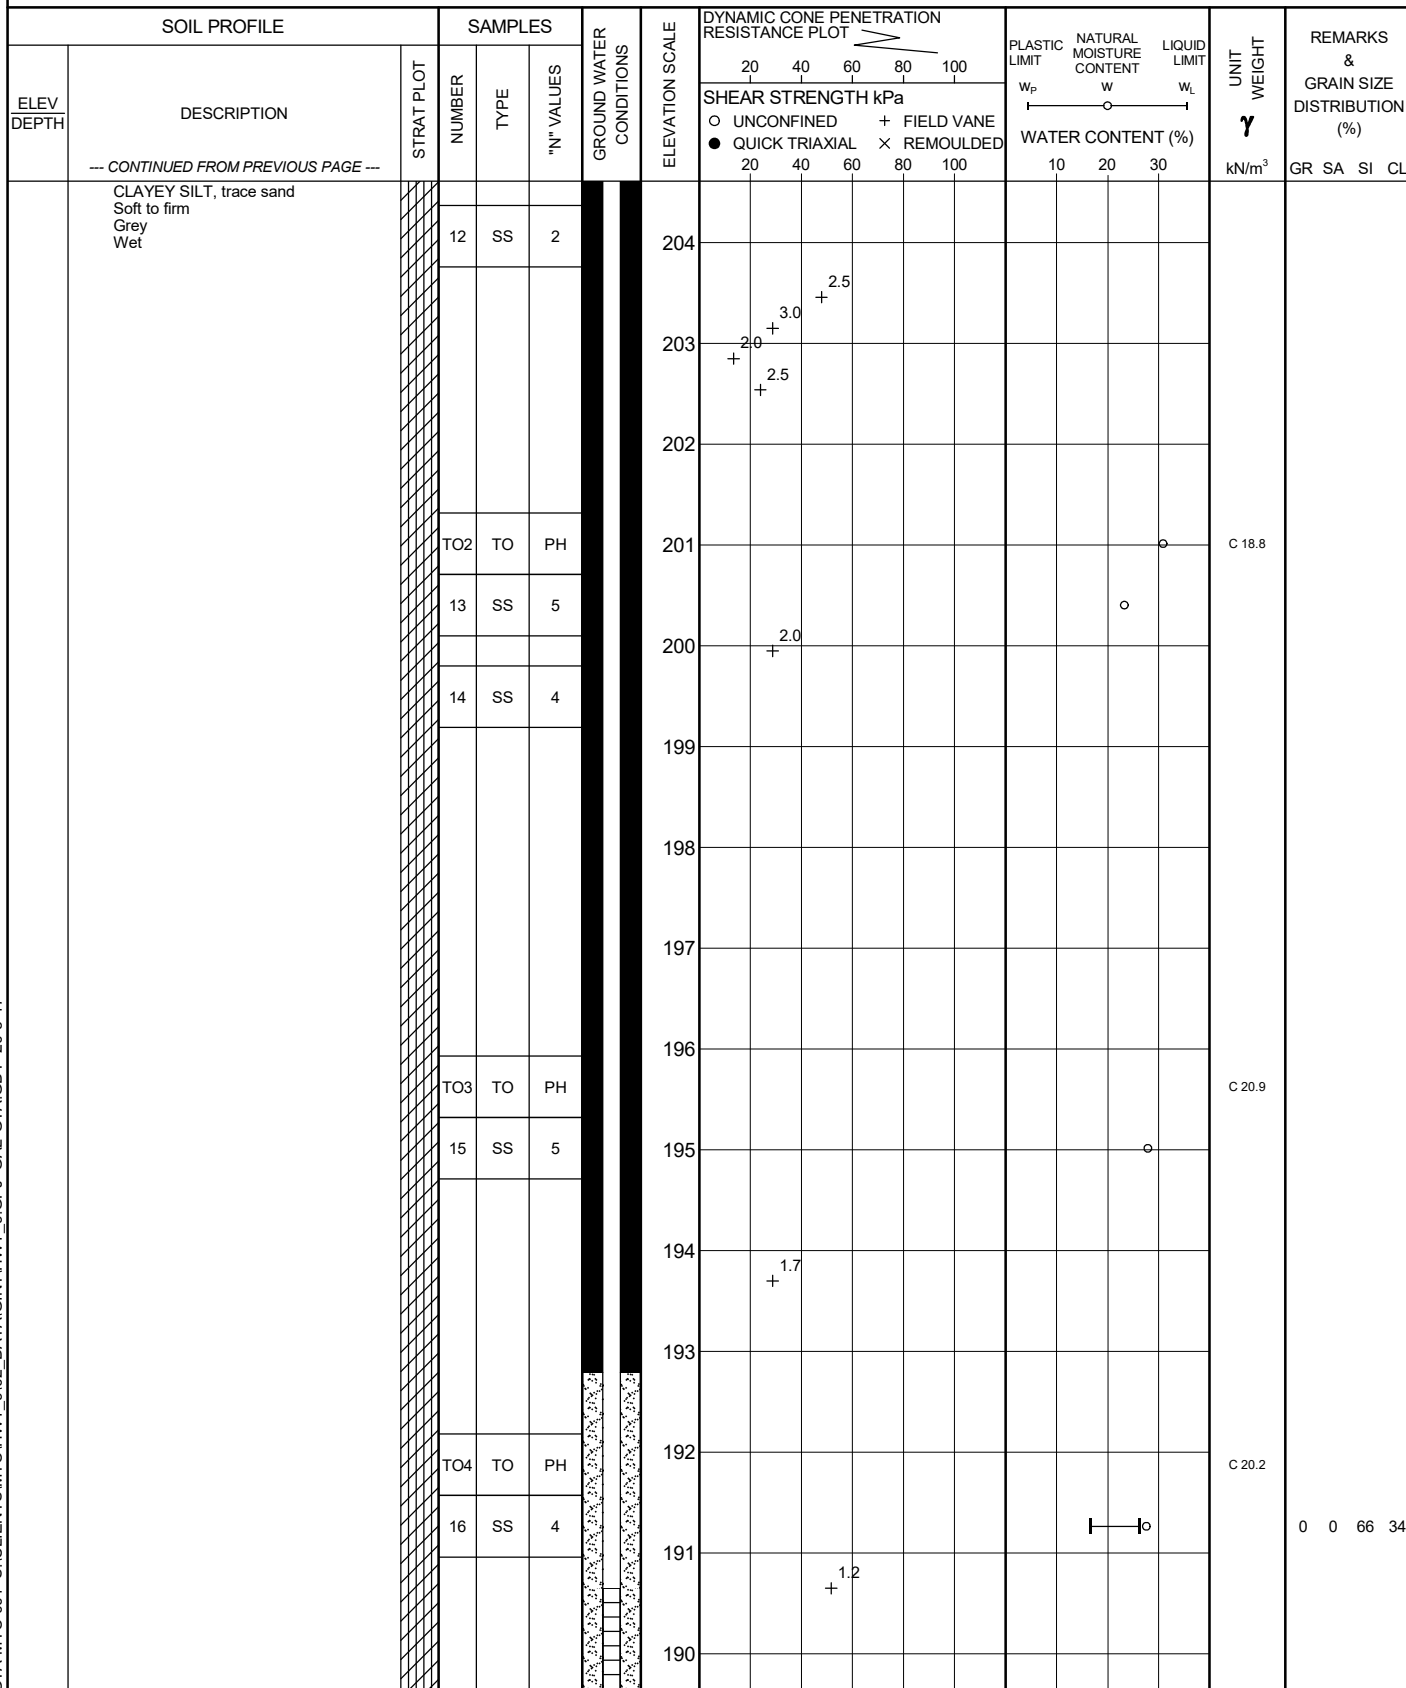 SOIL PROFILE
SAMPLES
GROUND WATER
CONDITIONS
ELEVATION SCALE
DYNAMIC CONE PENETRATION
RESISTANCE PLOT
20 40 60 80 100
SHEAR STRENGTH kPa
○ UNCONFINED + FIELD VANE
● QUICK TRIAXIAL × REMOULDED
20 40 60 80 100
PLASTIC
LIMIT
NATURAL
MOISTURE
CONTENT
LIQUID
LIMIT
WP W WL
WATER CONTENT (%)
10 20 30
UNIT
WEIGHT
γ
kN/m³
REMARKS
&
GRAIN SIZE
DISTRIBUTION
(%)
GR SA SI CL
ELEV
DEPTH
DESCRIPTION
--- CONTINUED FROM PREVIOUS PAGE ---
STRAT PLOT
NUMBER
TYPE
"N" VALUES
CLAYEY SILT, trace sand
Soft to firm
Grey
Wet
12 SS 2
204
2.5
3.0
203
2.0
2.5
202
TO2 TO PH
201
C 18.8
13 SS 5
2.0
200
14 SS 4
199
198
197
196
TO3 TO PH
C 20.9
15 SS 5
195
194
1.7
193
192
TO4 TO PH
C 20.2
16 SS 4
0 0 66 34
191
1.2
190